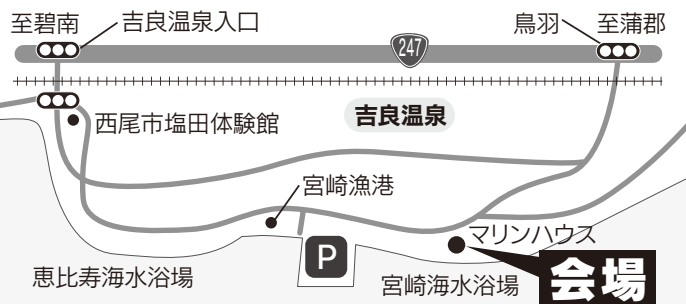 至碧南
吉良温泉入口
鳥羽
至蒲郡
247
西尾市塩田体験館
吉良温泉
宮崎漁港
マリンハウス
P
恵比寿海水浴場
宮崎海水浴場
会場